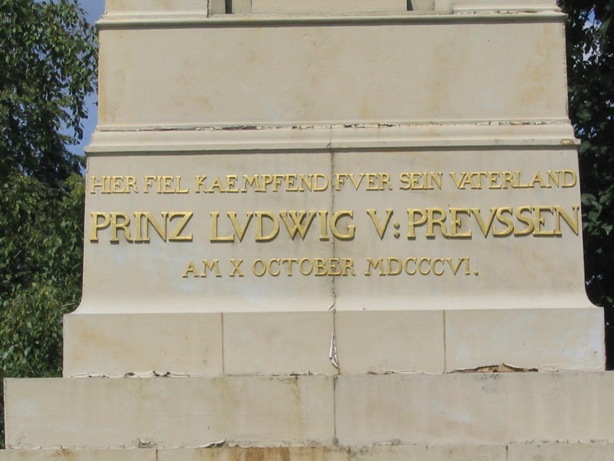 HIER FIEL KAEMPFEND FVER SEIN VATERLAND
PRINZ LVDWIG V: PREVSSEN
AM X OCTOBER MDCCCVI.